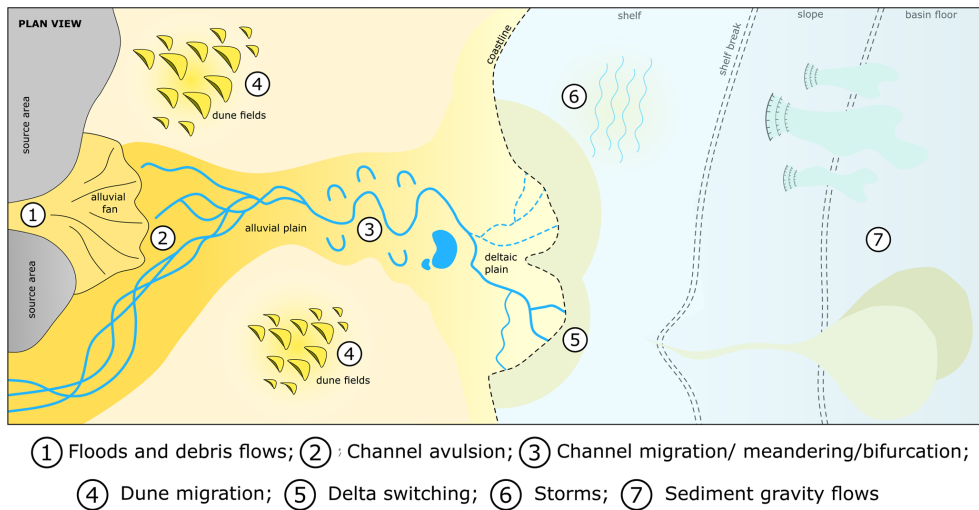 PLAN VIEW
shelf
slope
basin floor
coastline
shelf break
source area
4
dune fields
6
1
alluvial
fan
2
alluvial plain
3
deltaic
plain
7
source area
4
dune fields
5
1 Floods and debris flows; 2 Channel avulsion; 3 Channel migration/ meandering/bifurcation;
4 Dune migration; 5 Delta switching; 6 Storms; 7 Sediment gravity flows